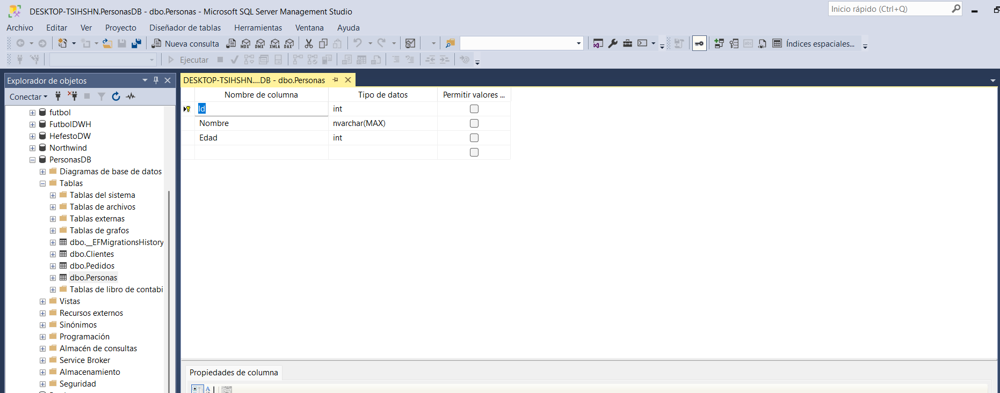 DESKTOP-TSIHSHN.PersonasDB - dbo.Personas - Microsoft SQL Server Management Studio
Inicio rápido (Ctrl+Q)
Archivo Editar Ver Proyecto Diseñador de tablas Herramientas Ventana Ayuda
Nueva consulta MDX DMX XMLA DAX Índices espaciales...
Ejecutar
Explorador de objetos
DESKTOP-TSIHSHN....DB - dbo.Personas
Conectar
Nombre de columna Tipo de datos Permitir valores ...
Id int
Nombre nvarchar(MAX)
Edad int
futbol
FutbolDWH
HefestoDW
Northwind
PersonasDB
Diagramas de base de datos
Tablas
Tablas del sistema
Tablas de archivos
Tablas externas
Tablas de grafos
dbo.__EFMigrationsHistory
dbo.Clientes
dbo.Pedidos
dbo.Personas
Tablas de libro de contabi
Vistas
Recursos externos
Sinónimos
Programación
Almacén de consultas
Service Broker
Almacenamiento
Seguridad
Propiedades de columna